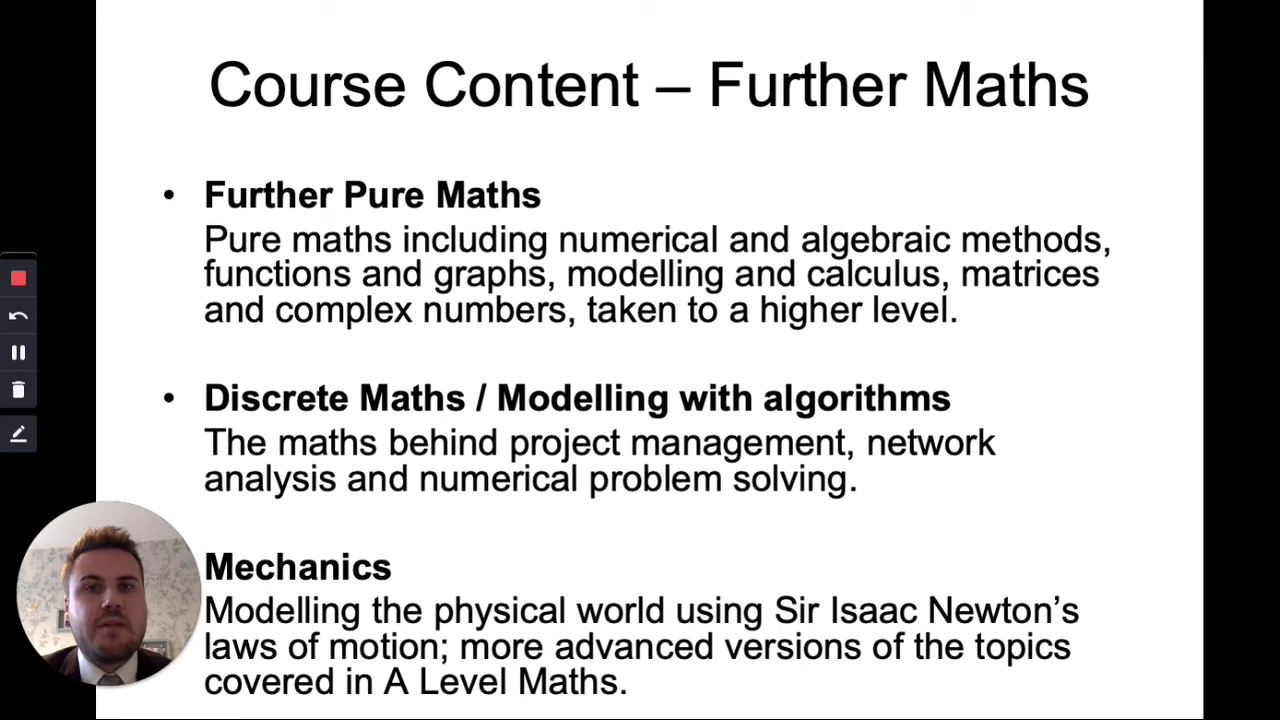 Course Content – Further Maths
• Further Pure Maths
Pure maths including numerical and algebraic methods,
functions and graphs, modelling and calculus, matrices
and complex numbers, taken to a higher level.
• Discrete Maths / Modelling with algorithms
The maths behind project management, network
analysis and numerical problem solving.
Mechanics
Modelling the physical world using Sir Isaac Newton’s
laws of motion; more advanced versions of the topics
covered in A Level Maths.